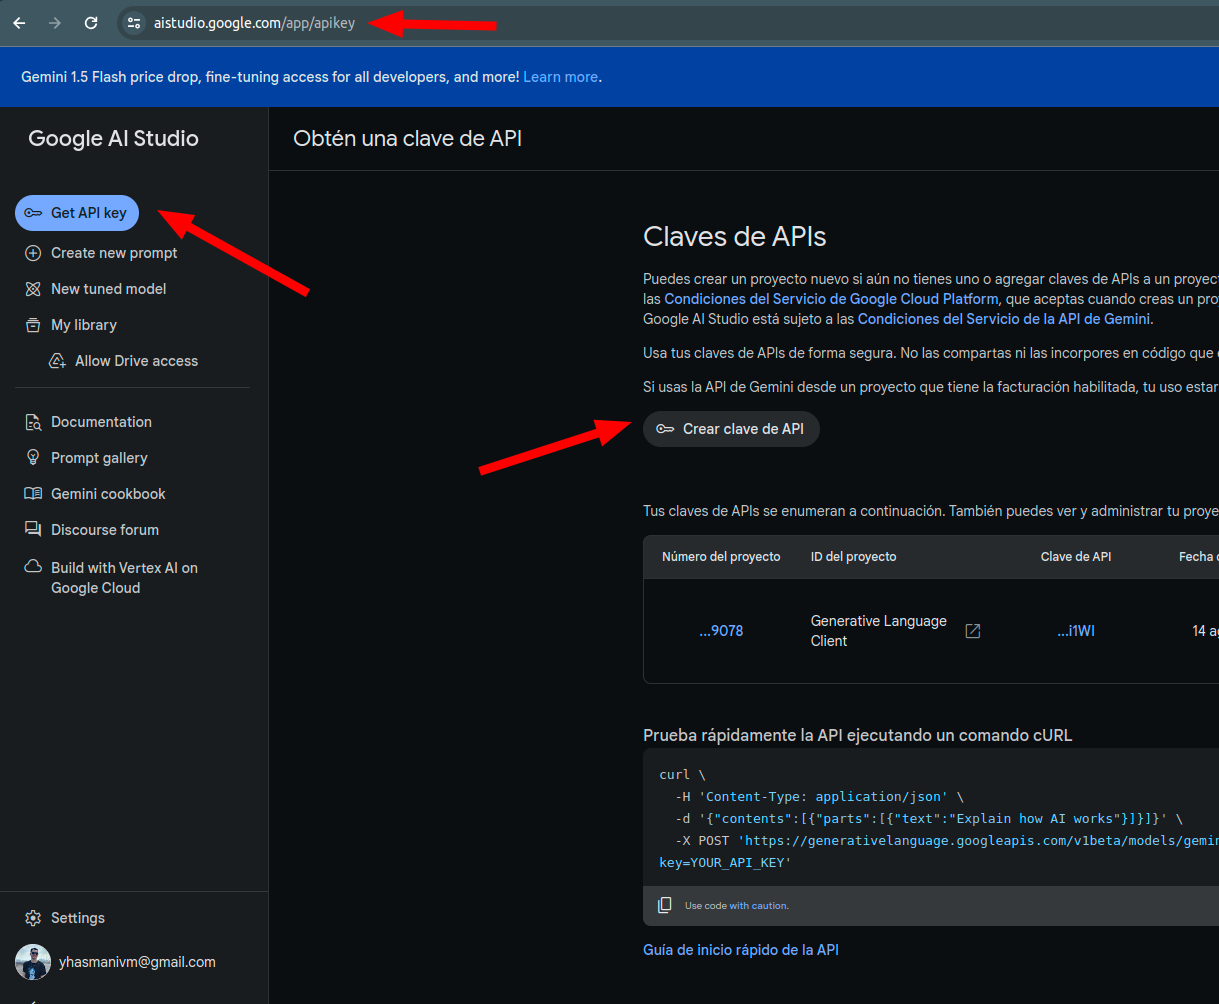 aistudio.google.com/app/apikey
Gemini 1.5 Flash price drop, fine-tuning access for all developers, and more! Learn more.
Google AI Studio
Get API key
Create new prompt
New tuned model
My library
Allow Drive access
Documentation
Prompt gallery
Gemini cookbook
Discourse forum
Build with Vertex AI on
Google Cloud
Settings
yhasmanivm@gmail.com
Obtén una clave de API
Claves de APIs
Puedes crear un proyecto nuevo si aún no tienes uno o agregar claves de APIs a un proyect
las Condiciones del Servicio de Google Cloud Platform, que aceptas cuando creas un pro
Google AI Studio está sujeto a las Condiciones del Servicio de la API de Gemini.
Usa tus claves de APIs de forma segura. No las compartas ni las incorpores en código que
Si usas la API de Gemini desde un proyecto que tiene la facturación habilitada, tu uso estar
Crear clave de API
Tus claves de APIs se enumeran a continuación. También puedes ver y administrar tu proye
Número del proyecto ID del proyecto Clave de API Fecha
...9078 Generative Language Client ...i1WI 14 ag
Prueba rápidamente la API ejecutando un comando cURL
curl \
-H 'Content-Type: application/json' \
-d '{"contents":[{"parts":[{"text":"Explain how AI works"}]}]}' \
-X POST 'https://generativelanguage.googleapis.com/v1beta/models/gemin
key=YOUR_API_KEY'
Use code with caution.
Guía de inicio rápido de la API